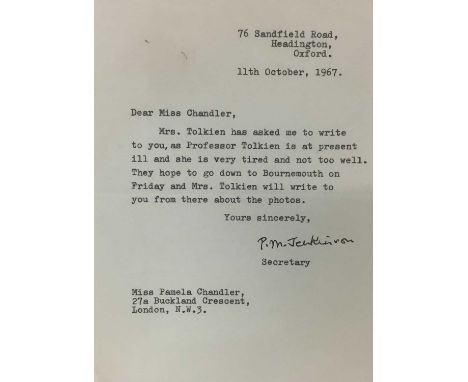 76 Sandfield Road,
Headington,
Oxford.
11th October, 1967.
Dear Miss Chandler,
Mrs. Tolkien has asked me to write
to you, as Professor Tolkien is at present
ill and she is very tired and not too well.
They hope to go down to Bournemouth on
Friday and Mrs. Tolkien will write to
you from there about the photos.
Yours sincerely,
P.M. Jenkinson
Secretary
Miss Pamela Chandler,
27a Buckland Crescent,
London, N.W.3.